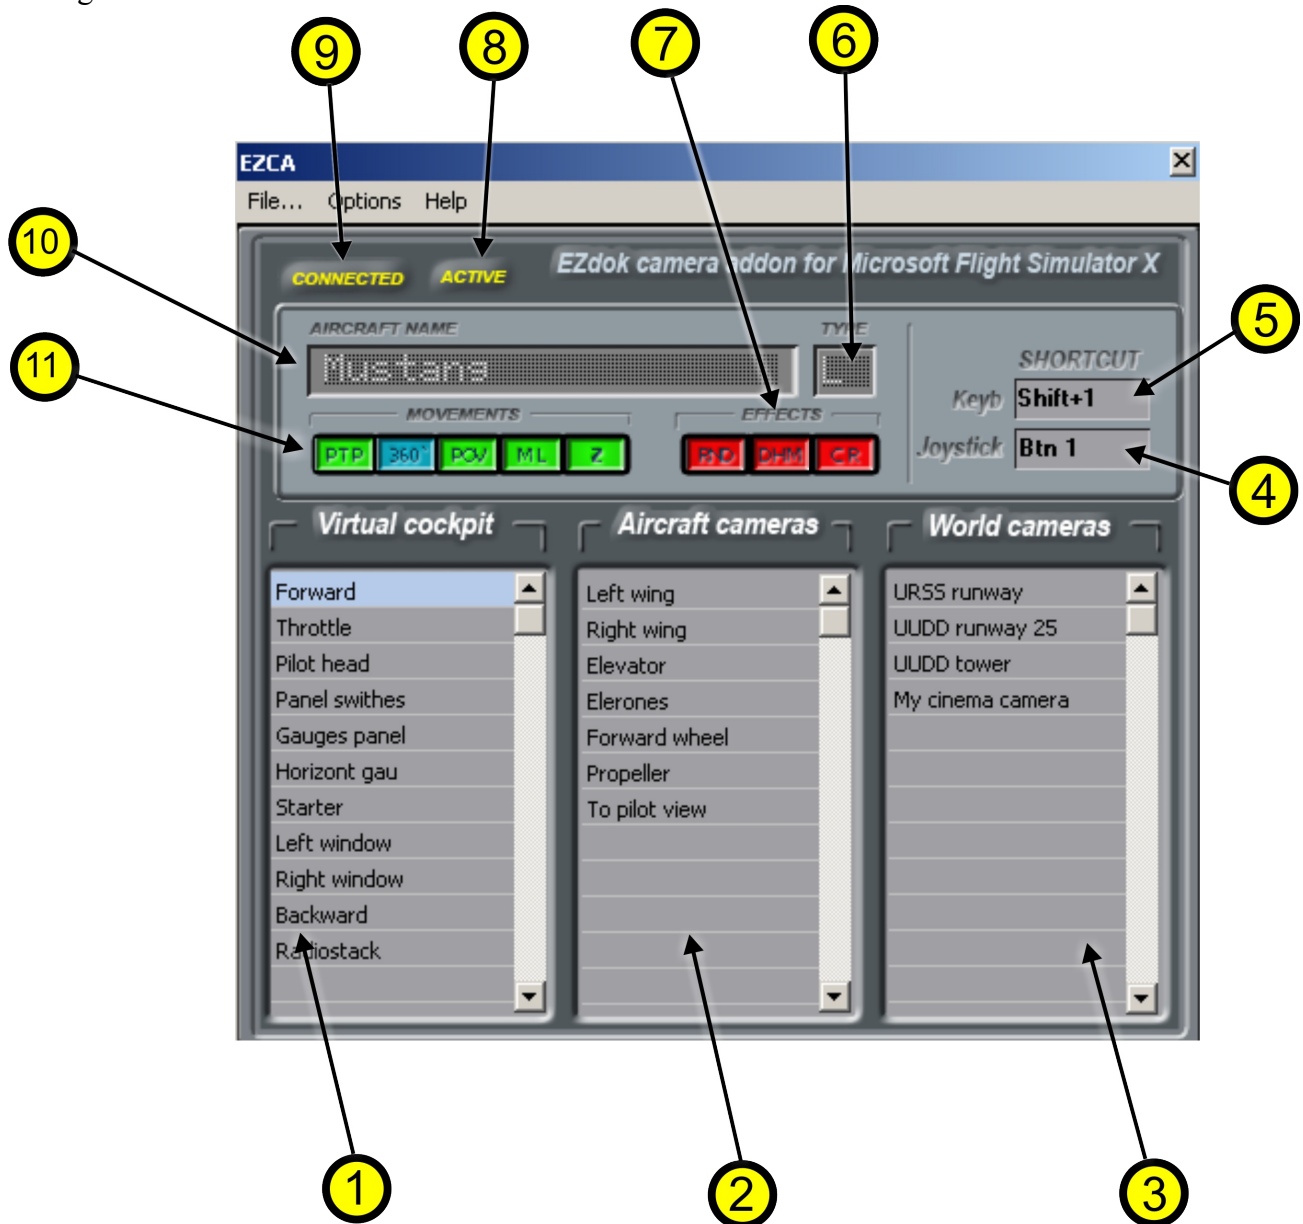 9
8
7
6
EZCA
File... Options Help
10
CONNECTED ACTIVE EZdok camera addon for Microsoft Flight Simulator X
AIRCRAFT NAME TYPE
5
Mustang L
SHORTCUT
11
Keyb Shift+1
MOVEMENTS EFFECTS
PTP 360° POV ML Z RND DHM CR
Joystick Btn 1
4
Virtual cockpit Aircraft cameras World cameras
Forward Left wing URSS runway
Throttle Right wing UUDD runway 25
Pilot head Elevator UUDD tower
Panel swithes Elerones My cinema camera
Gauges panel Forward wheel
Horizont gau Propeller
Starter To pilot view
Left window
Right window
Backward
Radiostack
1
2
3